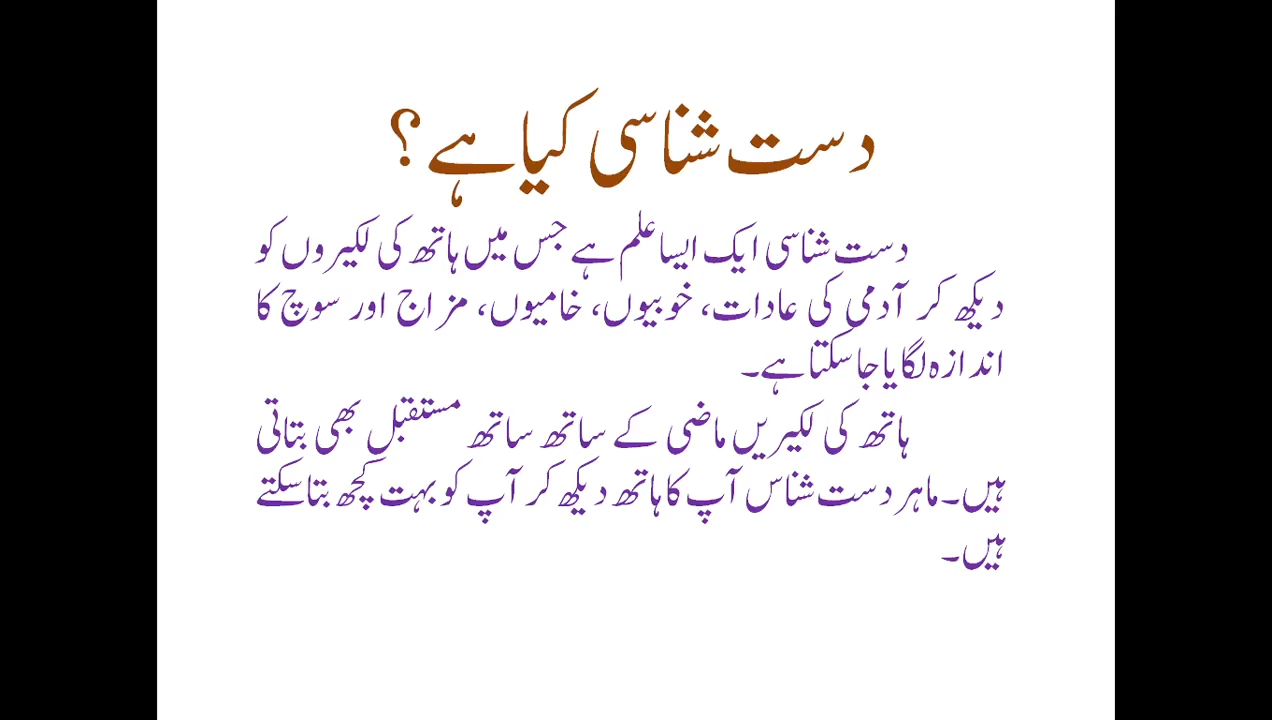 دست شناسی کیا ہے؟
دست شناسی ایک ایسا علم ہے جس میں ہاتھ کی لکیروں کو
دیکھ کر آدمی کی عادات، خوبیوں، خامیوں، مزاج اور سوچ کا
اندازہ لگایا جا سکتا ہے۔
ہاتھ کی لکیریں ماضی کے ساتھ ساتھ مستقبل بھی بتاتی
ہیں۔ ماہر دست شناس آپ کا ہاتھ دیکھ کر آپ کو بہت کچھ بتا سکتے
ہیں۔